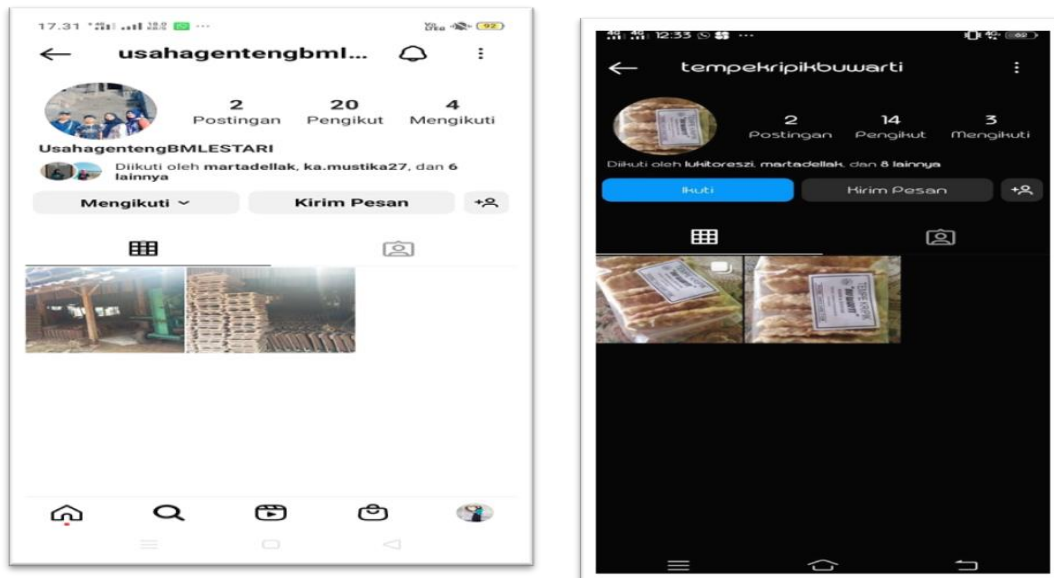 17.31
92
usahagentengbml...
2 20 4
Postingan Pengikut Mengikuti
UsahagentengBMLESTARI
Diikuti oleh martadellak, ka.mustika27, dan 6
lainnya
Mengikuti Kirim Pesan
12:33
tempekripikbuwarti
2 14 3
Postingan Pengikut Mengikuti
Diikuti oleh lukitoreszi, martadellak, dan 8 lainnya
Ikuti Kirim Pesan